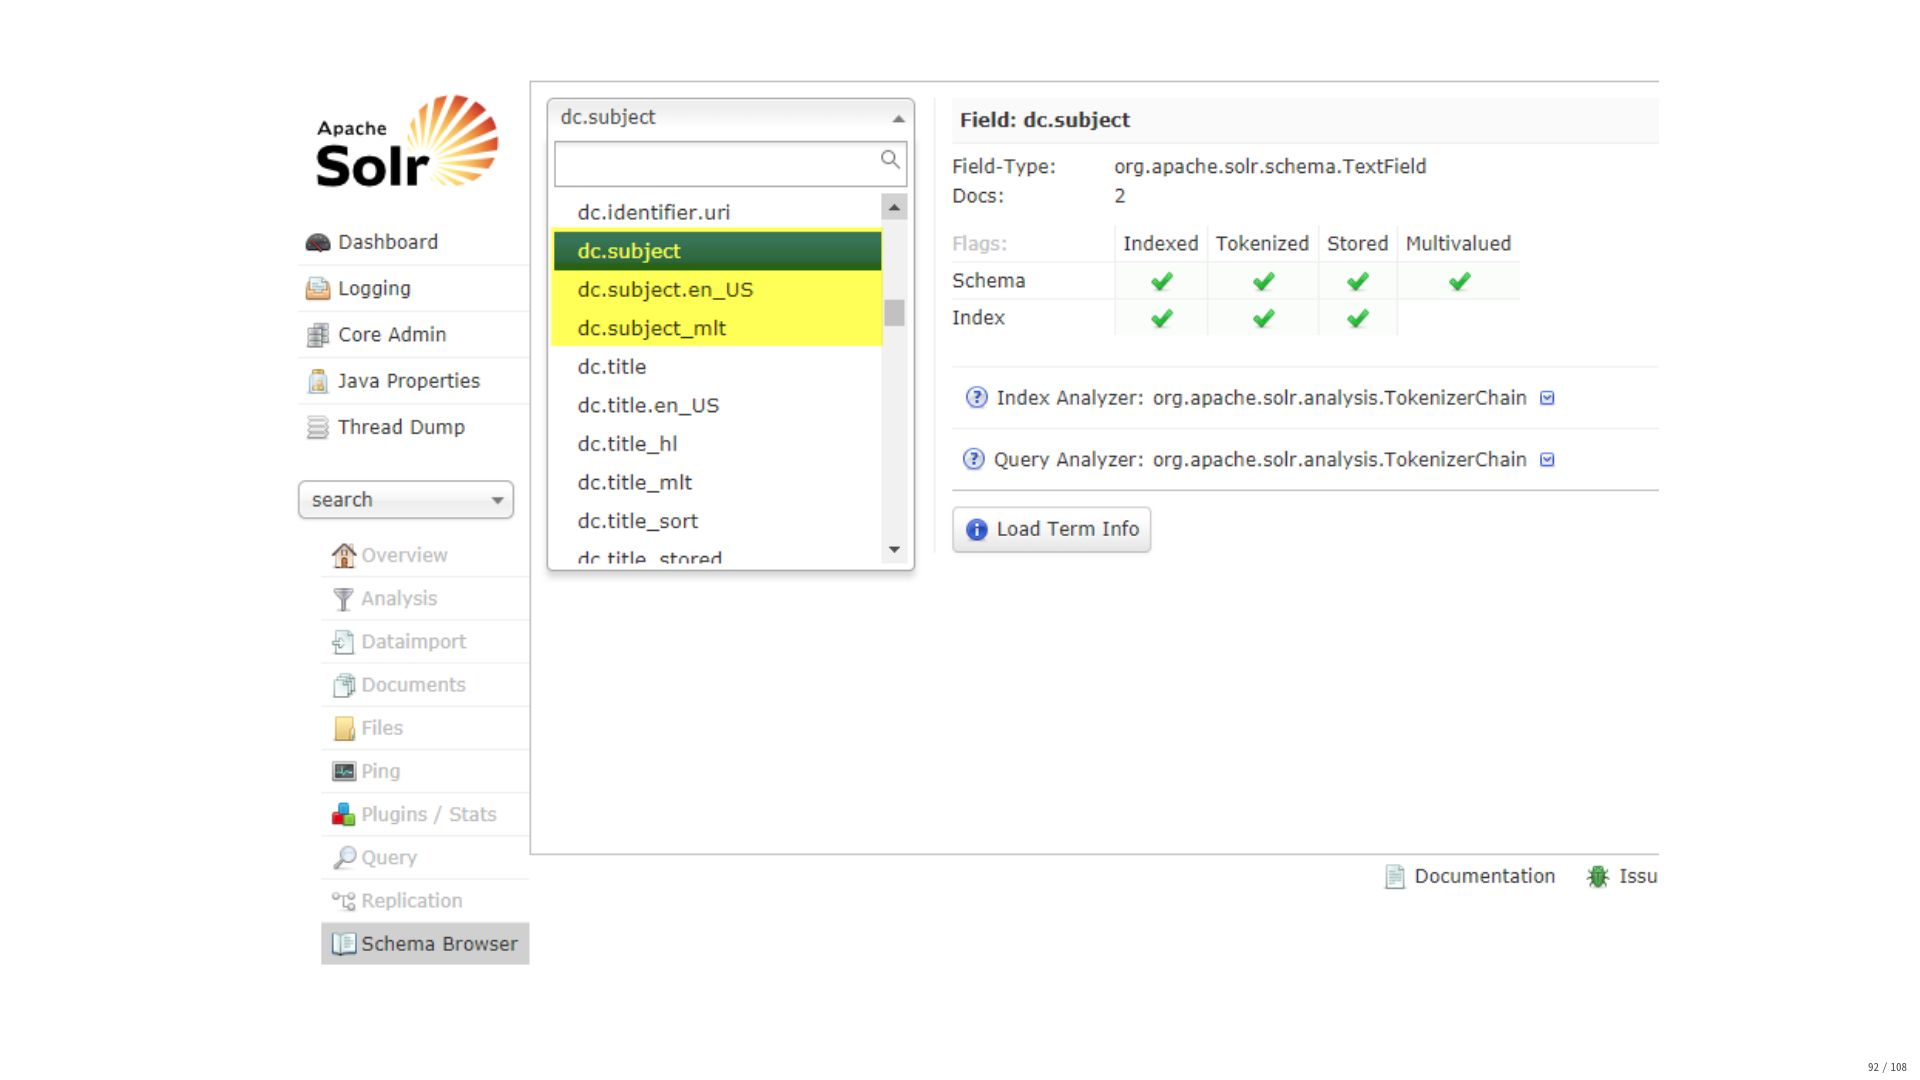 Apache
Solr
Dashboard
Logging
Core Admin
Java Properties
Thread Dump
search
Overview
Analysis
Dataimport
Documents
Files
Ping
Plugins / Stats
Query
Replication
Schema Browser
dc.subject
dc.identifier.uri
dc.subject
dc.subject.en_US
dc.subject_mlt
dc.title
dc.title.en_US
dc.title_hl
dc.title_mlt
dc.title_sort
dc.title_stored
Field: dc.subject
Field-Type: org.apache.solr.schema.TextField
Docs: 2
Flags: Indexed Tokenized Stored Multivalued
Schema
Index
Index Analyzer: org.apache.solr.analysis.TokenizerChain
Query Analyzer: org.apache.solr.analysis.TokenizerChain
Load Term Info
Documentation Issu
92 / 108